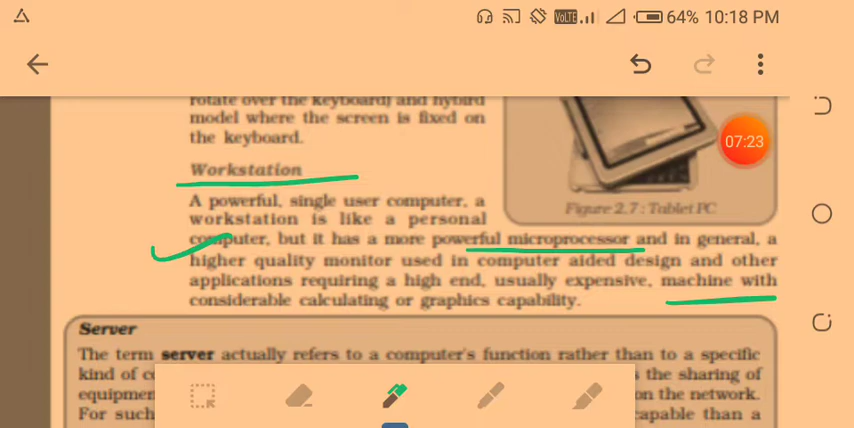 VoLTE 64% 10:18 PM
07:23
rotate over the keyboard) and hybird
model where the screen is fixed on
the keyboard.
Workstation
A powerful, single user computer, a
workstation is like a personal
computer, but it has a more powerful microprocessor and in general, a
higher quality monitor used in computer aided design and other
applications requiring a high end, usually expensive, machine with
considerable calculating or graphics capability.
Figure 2.7 : Tablet PC
Server
The term server actually refers to a computer's function rather than to a specific
kind of co s the sharing of
equipmen on the network.
For such apable than a